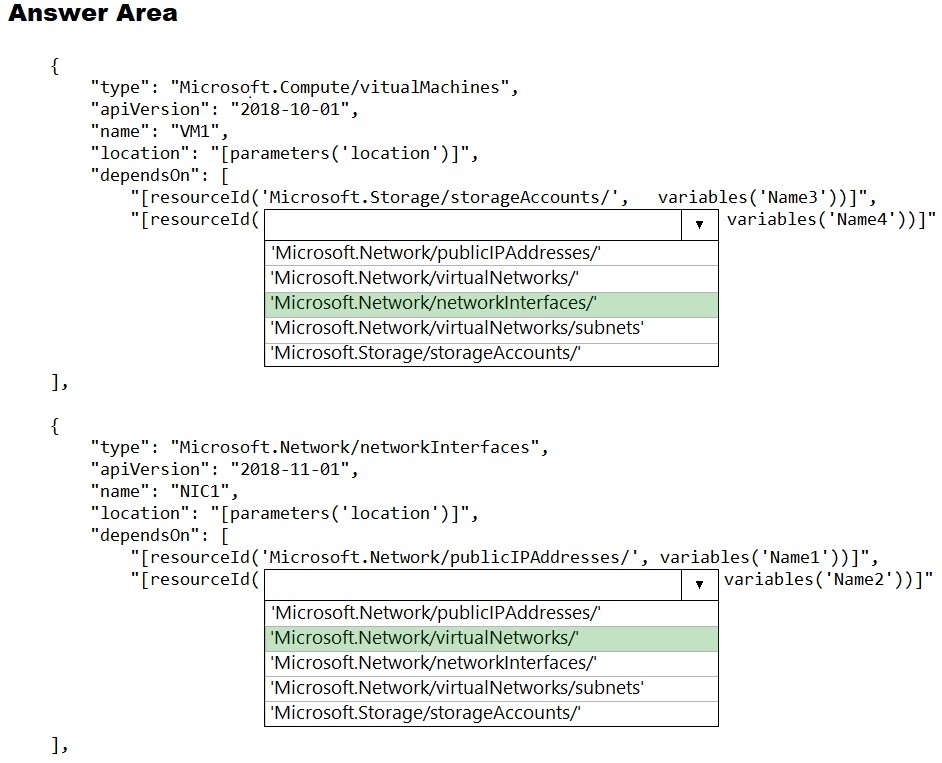 Answer Area
{
"type": "Microsoft.Compute/vitualMachines",
"apiVersion": "2018-10-01",
"name": "VM1",
"location": "[parameters('location')]",
"dependsOn": [
"[resourceId('Microsoft.Storage/storageAccounts/', variables('Name3'))]",
"[resourceId( ▼ variables('Name4'))]"
'Microsoft.Network/publicIPAddresses/'
'Microsoft.Network/virtualNetworks/'
'Microsoft.Network/networkInterfaces/'
'Microsoft.Network/virtualNetworks/subnets'
'Microsoft.Storage/storageAccounts/'
],
{
"type": "Microsoft.Network/networkInterfaces",
"apiVersion": "2018-11-01",
"name": "NIC1",
"location": "[parameters('location')]",
"dependsOn": [
"[resourceId('Microsoft.Network/publicIPAddresses/', variables('Name1'))]",
"[resourceId( ▼ variables('Name2'))]"
'Microsoft.Network/publicIPAddresses/'
'Microsoft.Network/virtualNetworks/'
'Microsoft.Network/networkInterfaces/'
'Microsoft.Network/virtualNetworks/subnets'
'Microsoft.Storage/storageAccounts/'
],